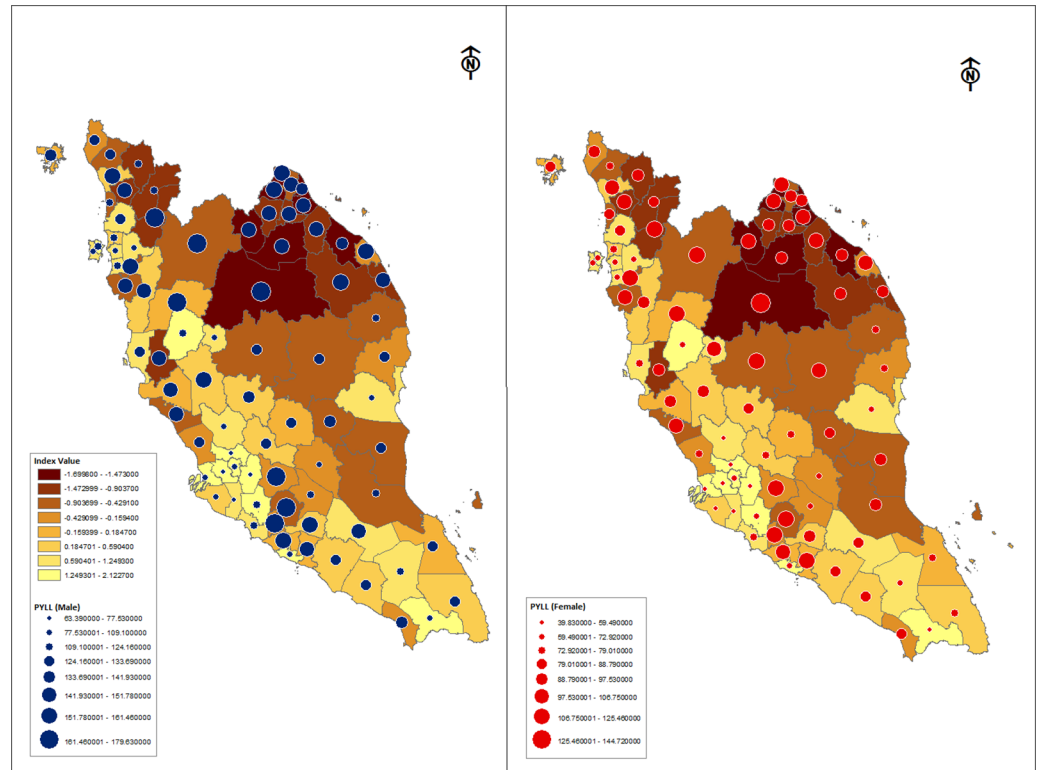 N
Index Value
-1.699800 - -1.473000
-1.472999 - -0.903700
-0.903699 - -0.429100
-0.429099 - -0.159400
-0.159399 - 0.184700
0.184701 - 0.590400
0.590401 - 1.249300
1.249301 - 2.122700
PYLL (Male)
63.390000 - 77.530000
77.530001 - 109.100000
109.100001 - 124.160000
124.160001 - 133.690000
133.690001 - 141.930000
141.930001 - 151.780000
151.780001 - 161.460000
161.460001 - 179.630000
N
PYLL (Female)
39.830000 - 59.490000
59.490001 - 72.920000
72.920001 - 79.010000
79.010001 - 88.790000
88.790001 - 97.530000
97.530001 - 106.750000
106.750001 - 125.460000
125.460001 - 144.720000